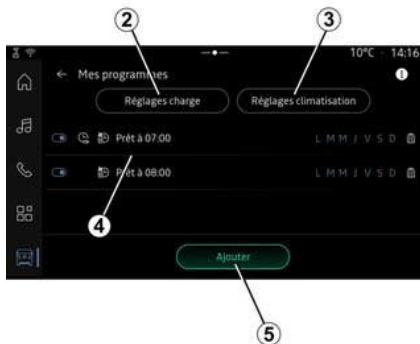 2
3
10°C 14:16
← Mes programmes
Réglages charge
Réglages climatisation
Prêt à 07:00 L M M J V S D
Prêt à 08:00 L M M J V S D
4
Ajouter
5